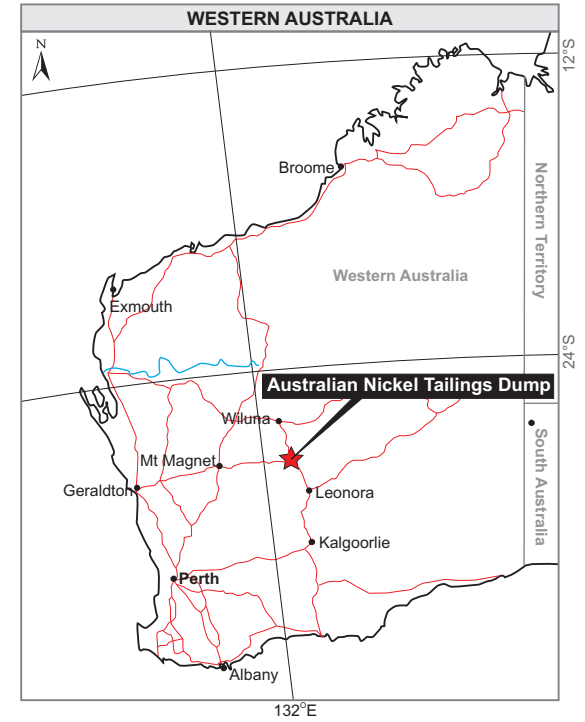 WESTERN AUSTRALIA
N
12°S
Broome
Northern Territory
Western Australia
Exmouth
24°S
Australian Nickel Tailings Dump
Wiluna
Mt Magnet
South Australia
Geraldton
Leonora
Kalgoorlie
Perth
Albany
132°E